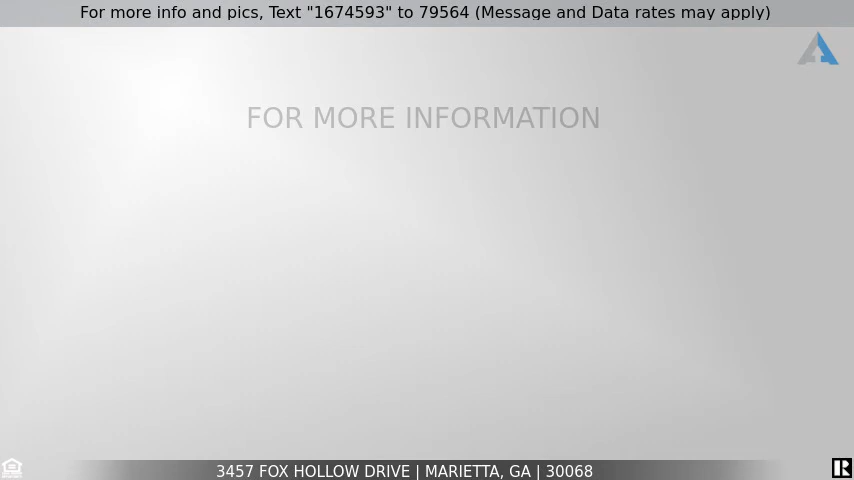 For more info and pics, Text "1674593" to 79564 (Message and Data rates may apply)
FOR MORE INFORMATION
3457 FOX HOLLOW DRIVE | MARIETTA, GA | 30068